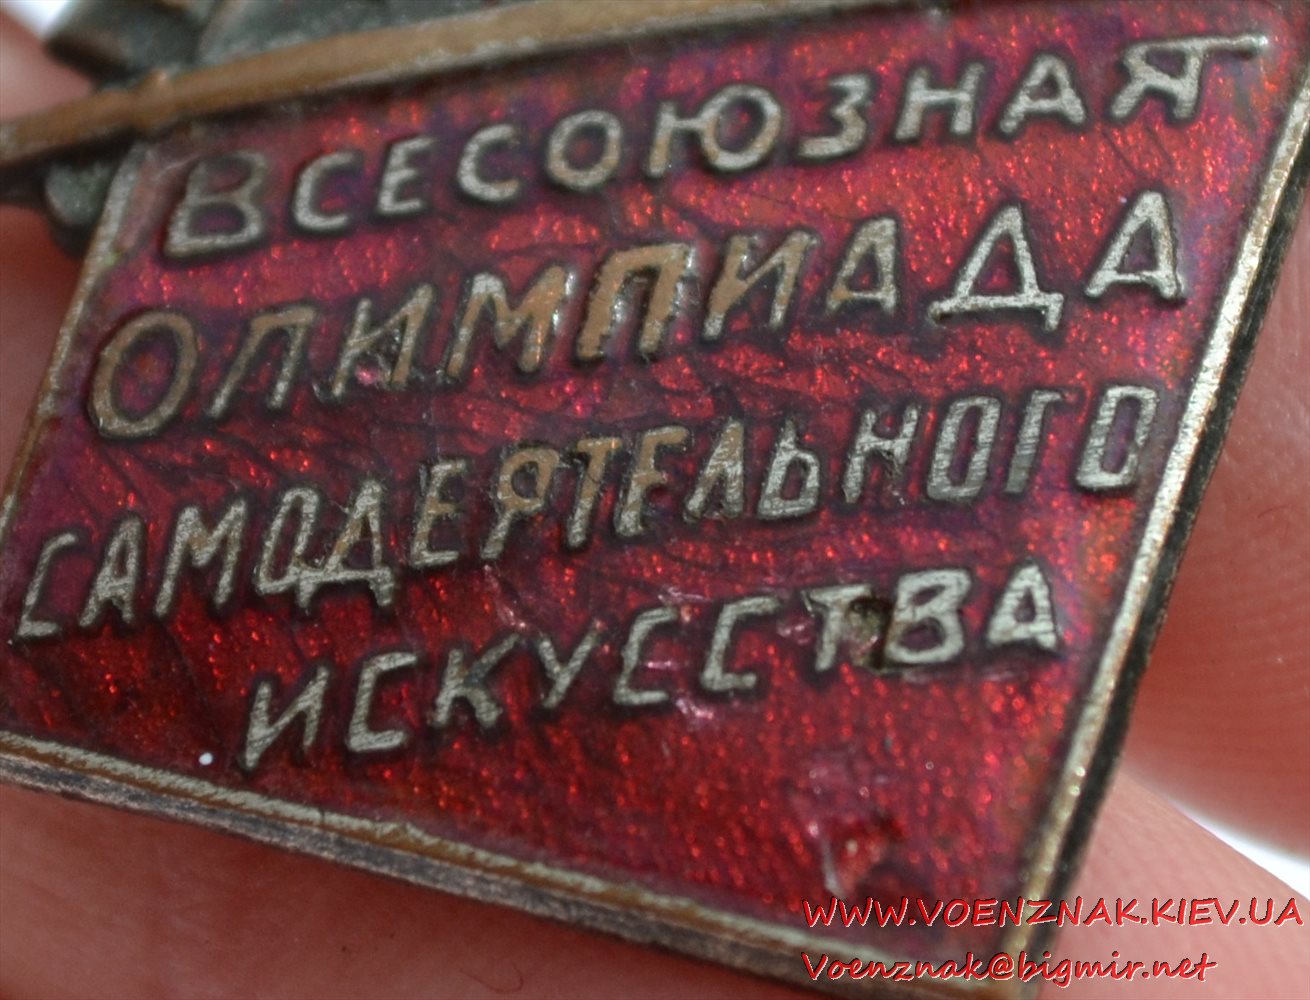 ВСЕСОЮЗНАЯ
ОЛИМПИАДА
САМОДЕЯТЕЛЬНОГО
ИСКУССТВА
WWW.VOENZNAK.KIEV.UA
Voenznak@bigmir.net